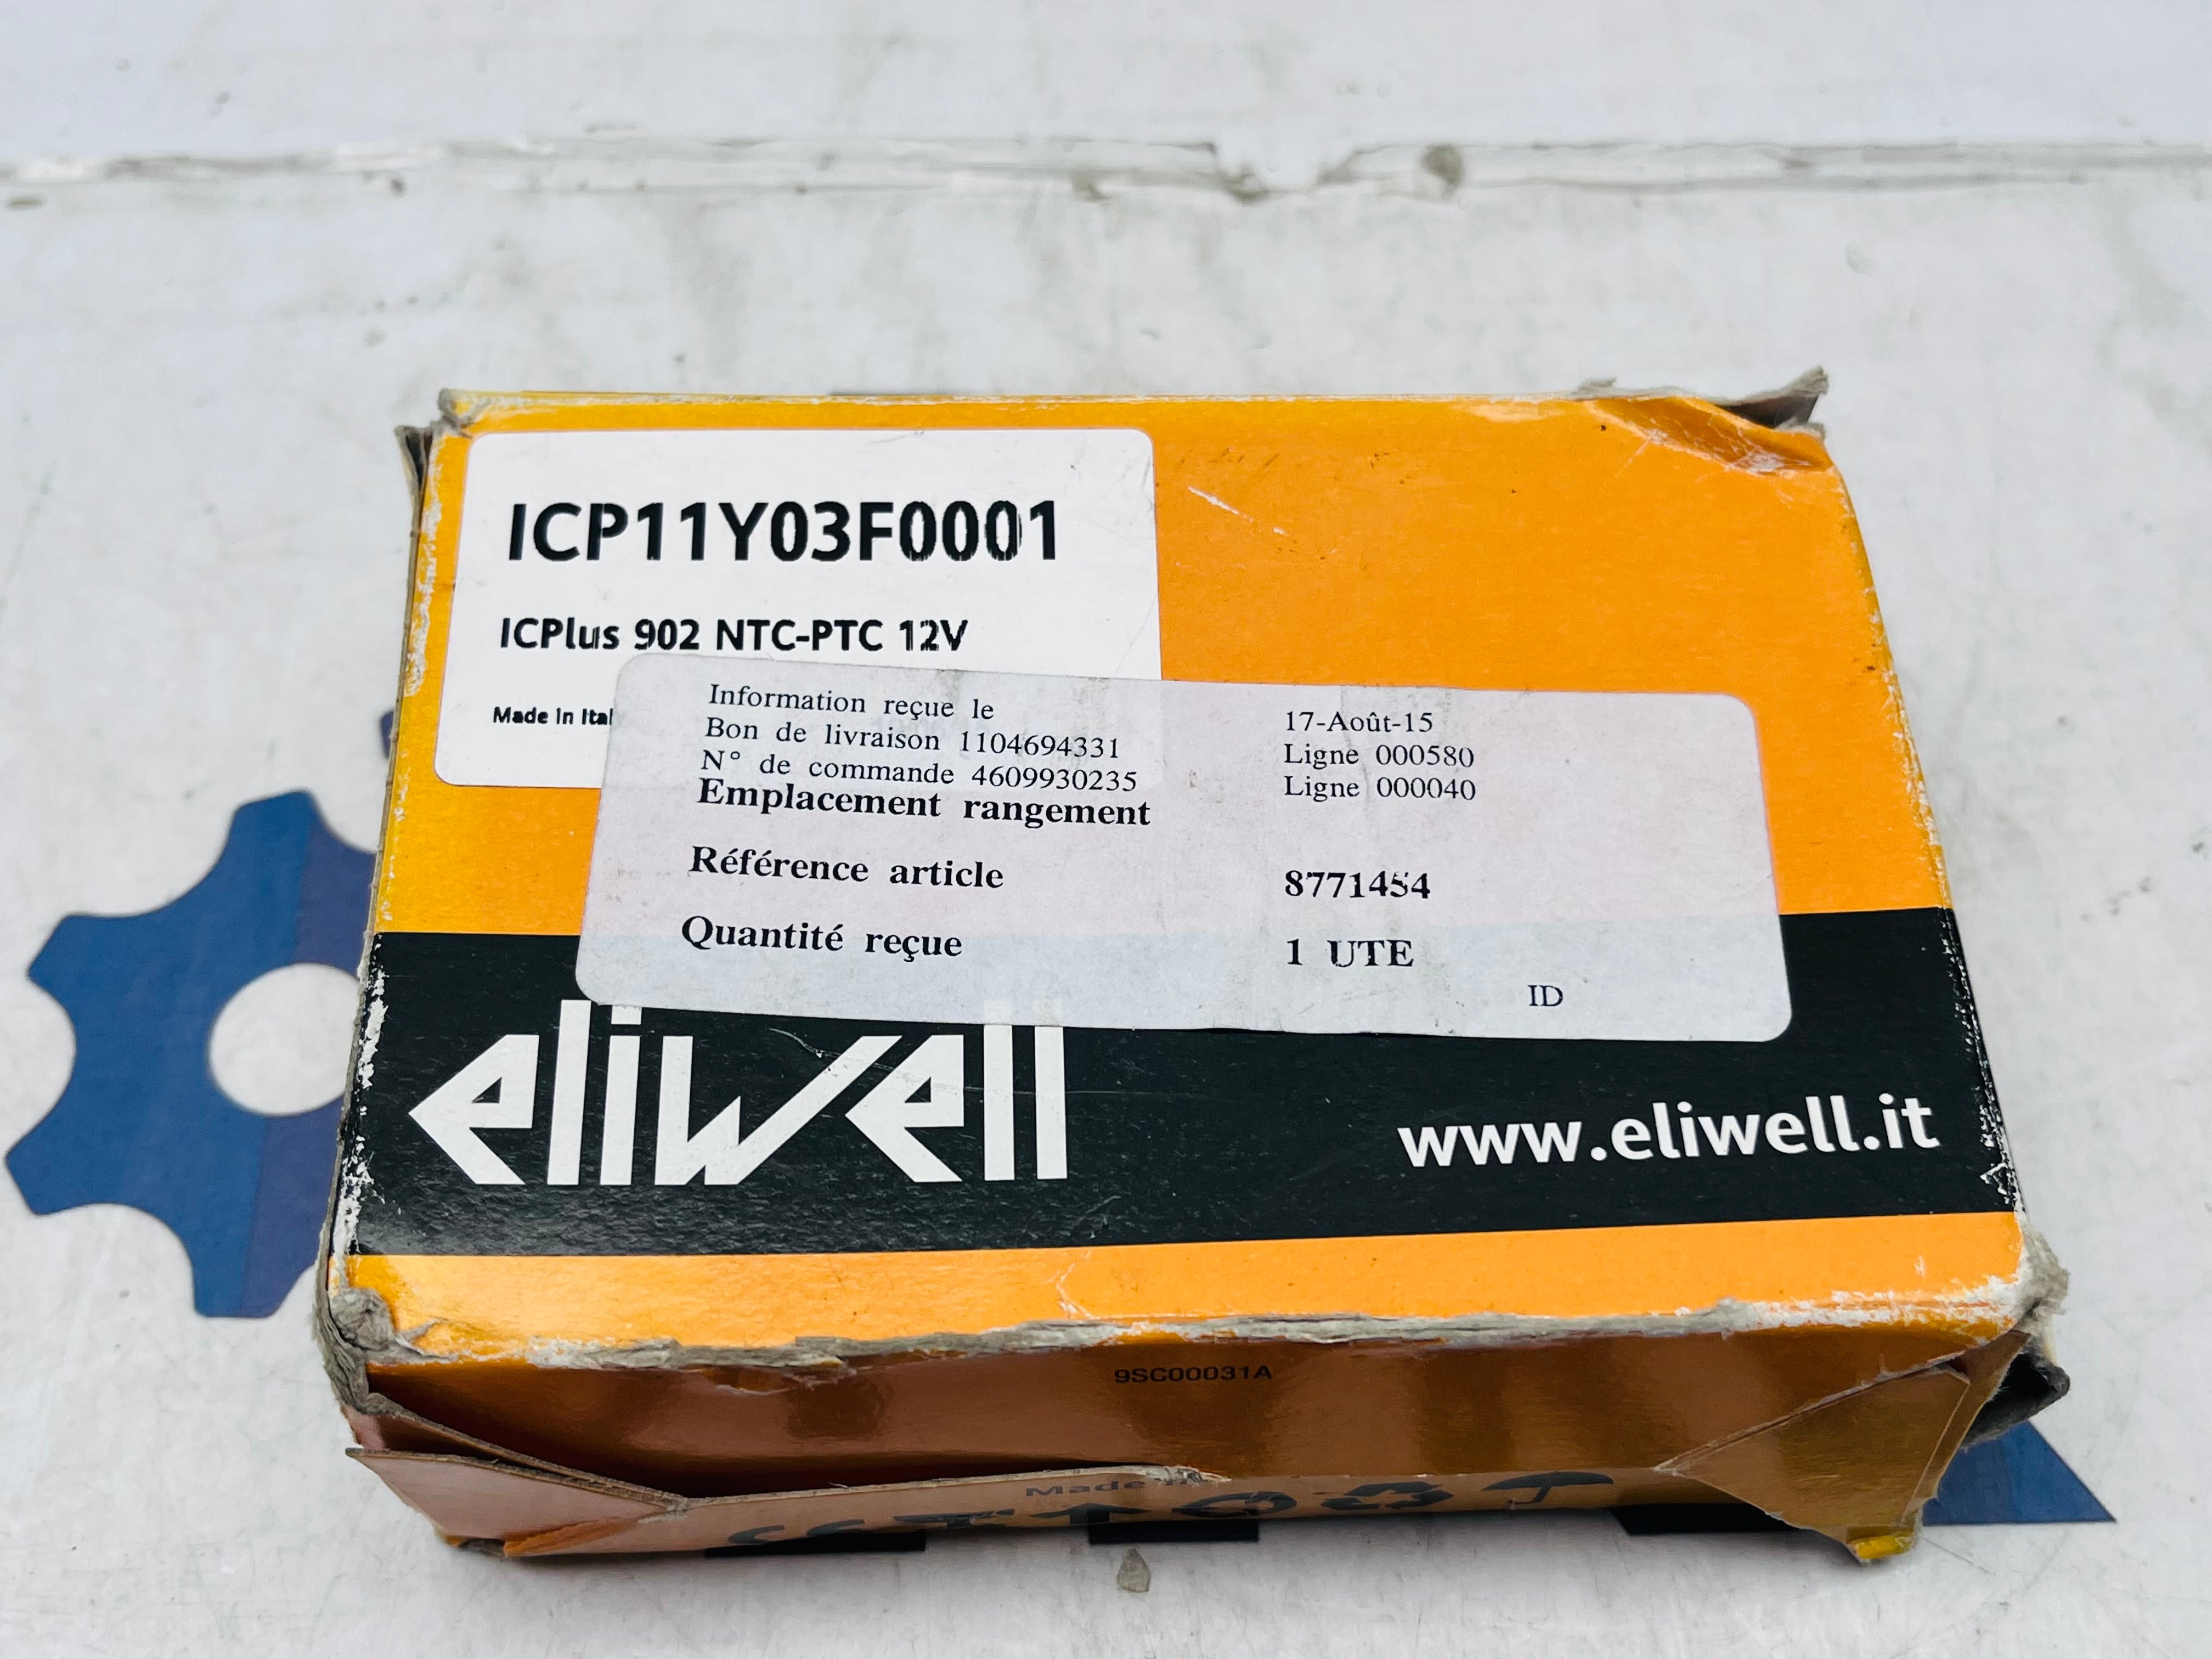 ICP11Y03F0001
ICPlus 902 NTC-PTC 12V
Made in Ital
Information reçue le 17-Août-15
Bon de livraison 1104694331 Ligne 000580
N° de commande 4609930235 Ligne 000040
Emplacement rangement
Référence article 8771454
Quantité reçue 1 UTE
ID
eliwell
www.eliwell.it
9SC00031A
Made